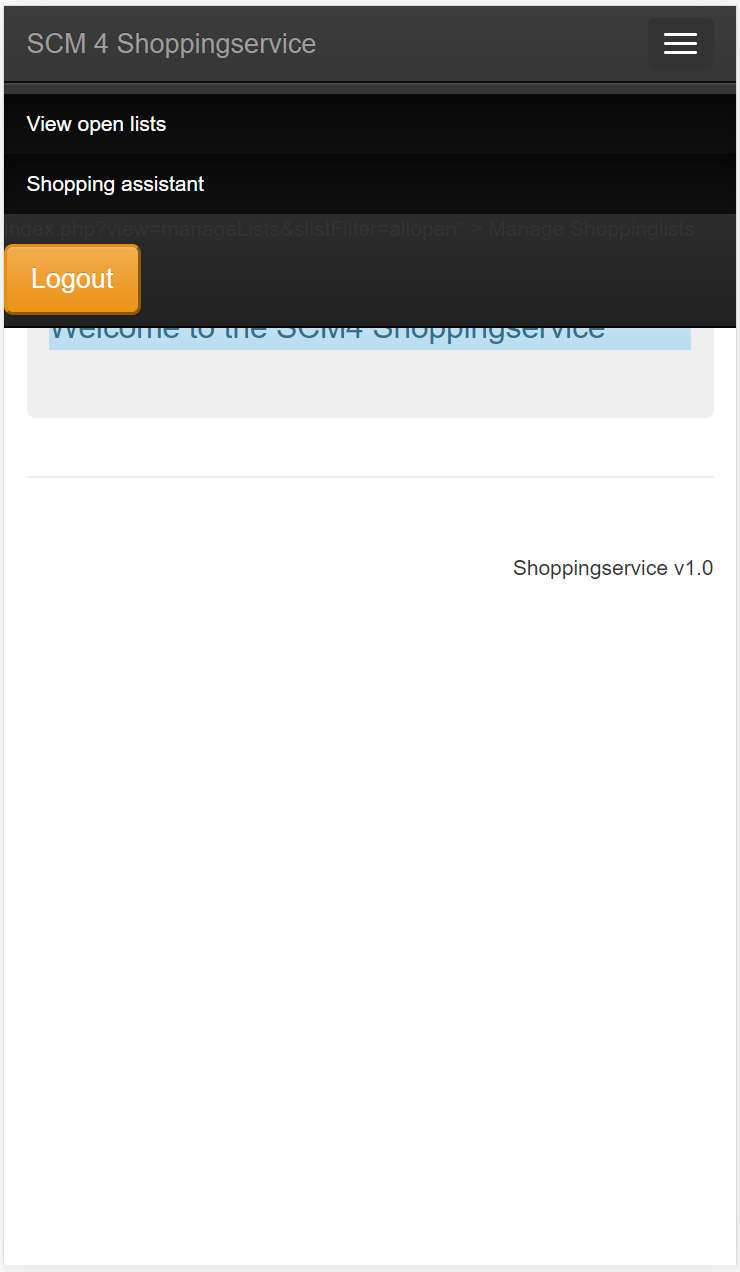 SCM 4 Shoppingservice
View open lists
Shopping assistant
index.php?view=manageLists&slistFilter=allopen" > Manage Shoppinglists
Logout
Welcome to the SCM4 Shoppingservice
Shoppingservice v1.0